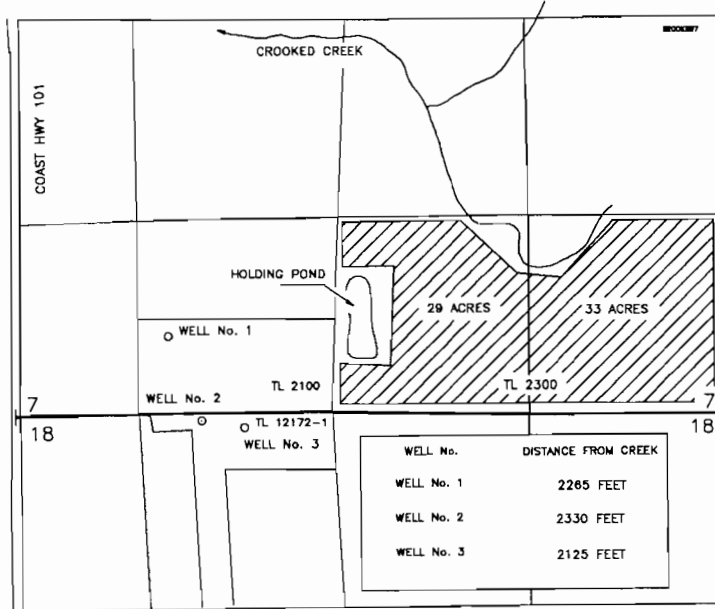 CROOKED CREEK
COAST HWY 101
HOLDING POND
29 ACRES
33 ACRES
WELL No. 1
TL 2100
TL 2300
WELL No. 2
7
7
18
TL 12172-1
18
WELL No. 3
WELL No. DISTANCE FROM CREEK
WELL No. 1 2265 FEET
WELL No. 2 2330 FEET
WELL No. 3 2125 FEET